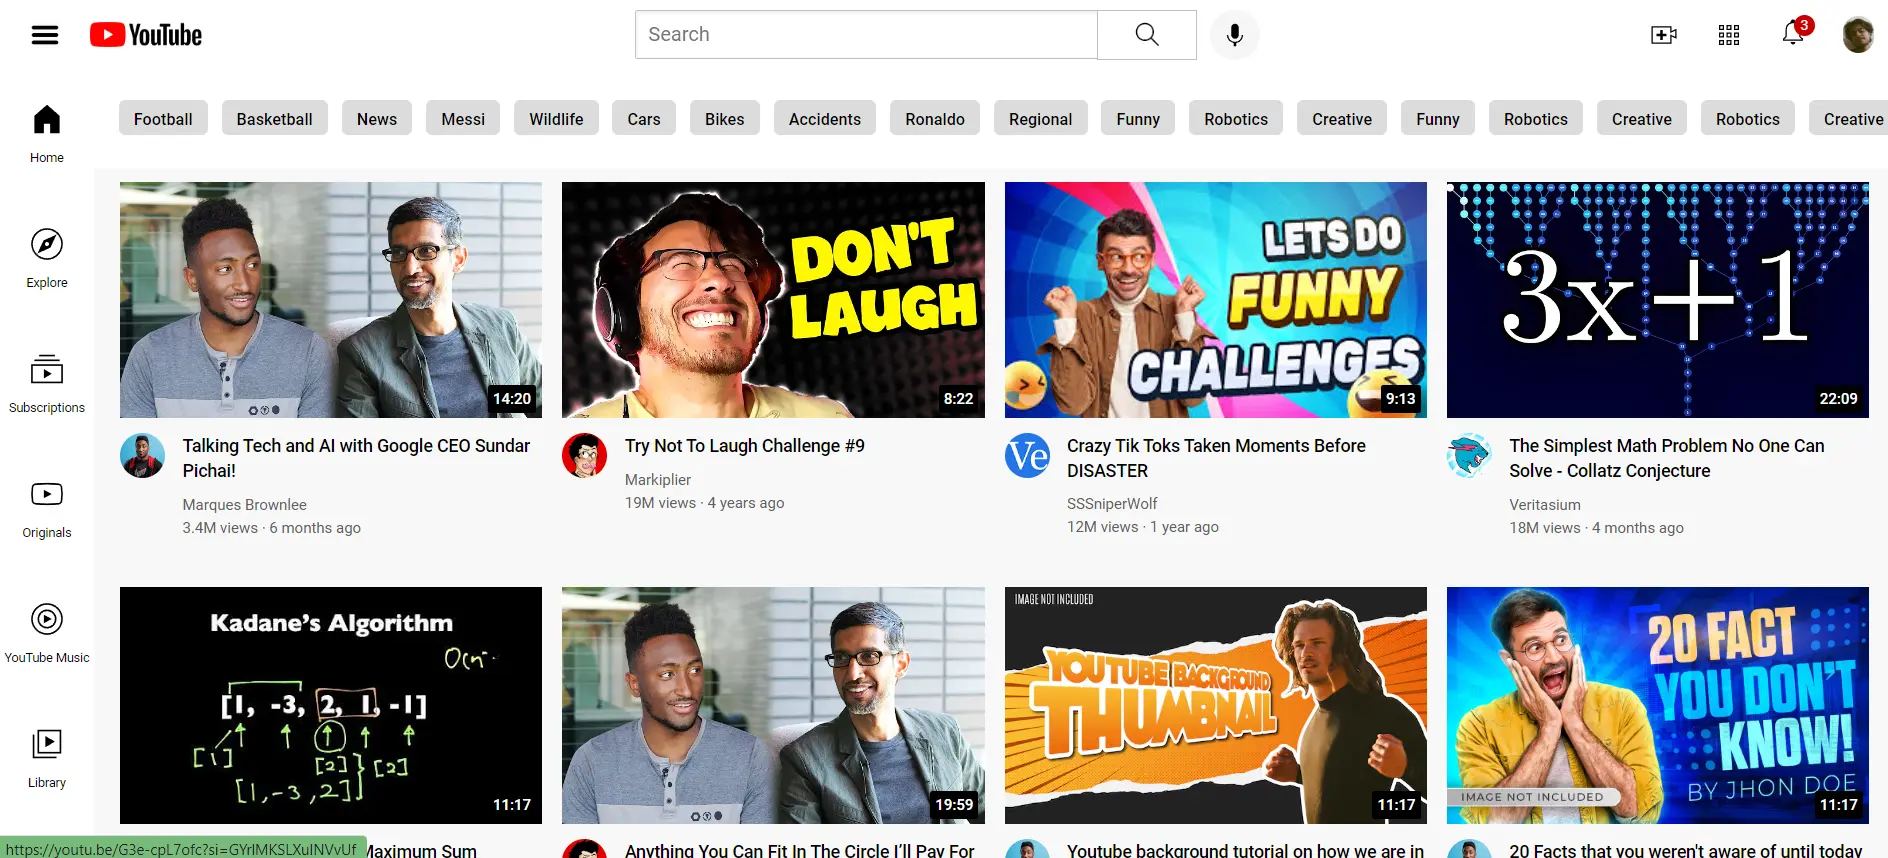 YouTube
Search
3
Football Basketball News Messi Wildlife Cars Bikes Accidents Ronaldo Regional Funny Robotics Creative Funny Robotics Creative Robotics Creative
Home
Explore
Subscriptions
Originals
YouTube Music
Library
14:20
Talking Tech and AI with Google CEO Sundar
Pichai!
Marques Brownlee
3.4M views · 6 months ago
DON'T
LAUGH
8:22
Try Not To Laugh Challenge #9
Markiplier
19M views · 4 years ago
LETS DO
FUNNY
CHALLENGES
9:13
Ve
Crazy Tik Toks Taken Moments Before
DISASTER
SSSniperWolf
12M views · 1 year ago
3x+1
22:09
The Simplest Math Problem No One Can
Solve - Collatz Conjecture
Veritasium
18M views · 4 months ago
Kadane's Algorithm
[1, -3, 2, 1, -1]
[1]
[2]
[2]
[1, -3, 2]
11:17
Maximum Sum
19:59
Anything You Can Fit In The Circle I'll Pay For
IMAGE NOT INCLUDED
YOUTUBE BACKGROUND
THUMBNAIL
11:17
Youtube background tutorial on how we are in
20 FACT
YOU DON'T
KNOW!
BY JHON DOE
IMAGE NOT INCLUDED
11:17
20 Facts that you weren't aware of until today
https://youtu.be/G3e-cpL7ofc?si=GYrIMKSLXuINVvUf